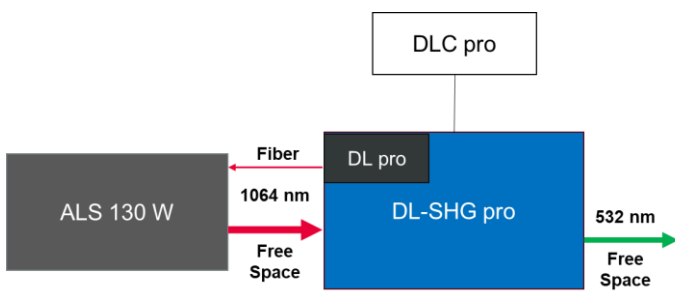 DLC pro
Fiber
DL pro
ALS 130 W
1064 nm
DL-SHG pro
532 nm
Free
Space
Free
Space